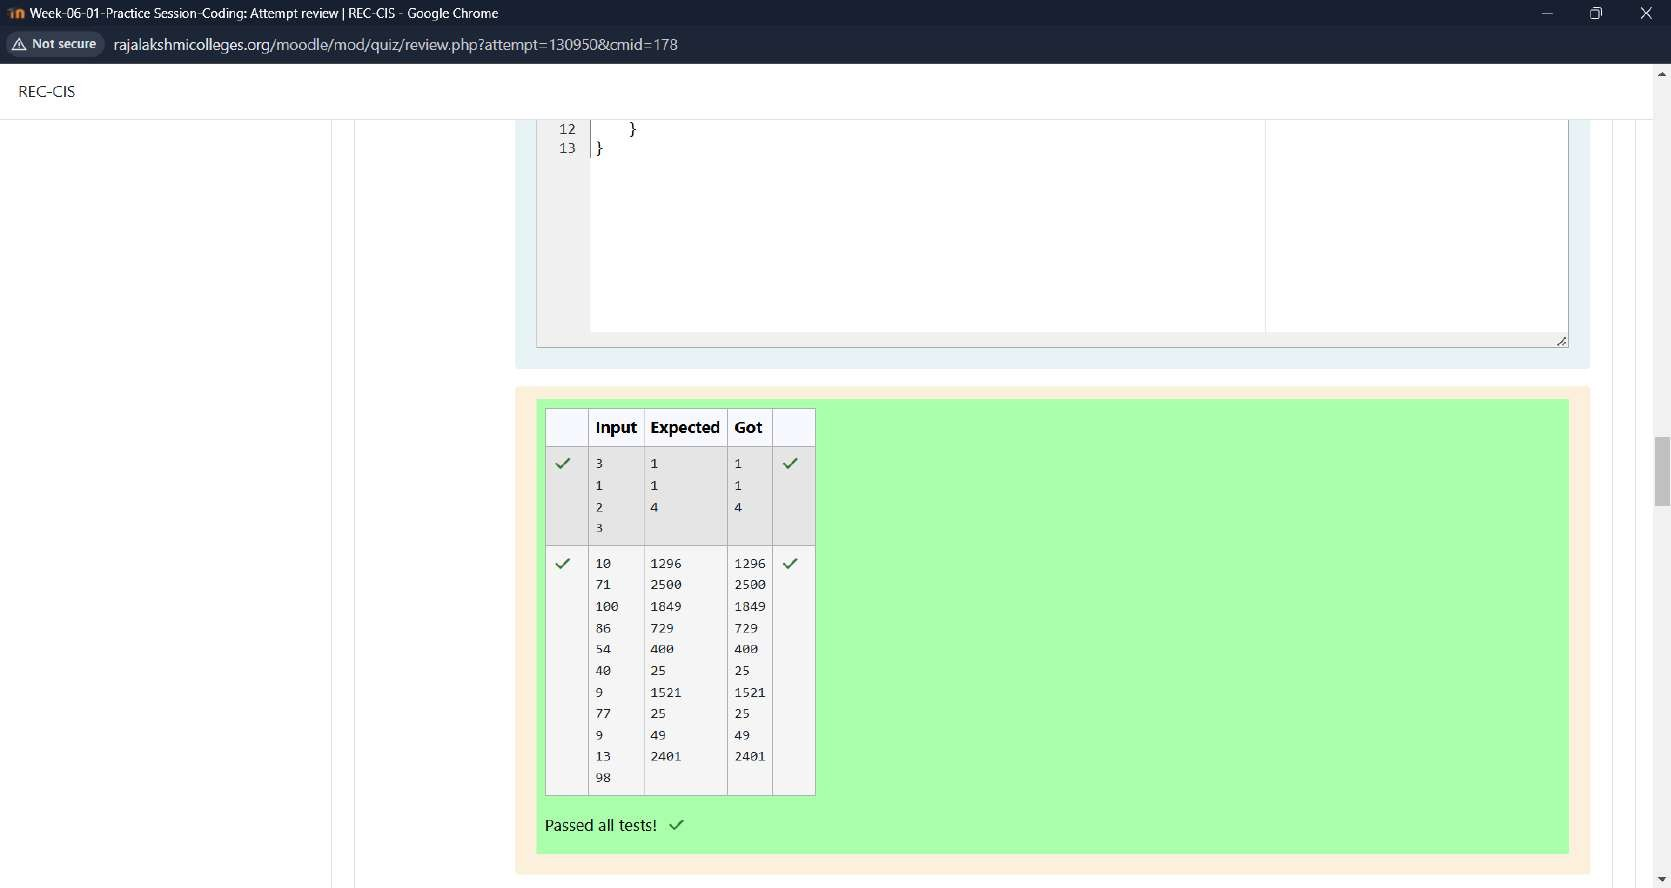 Week-06-01-Practice Session-Coding: Attempt review | REC-CIS - Google Chrome
Not secure rajalakshmicolleges.org/moodle/mod/quiz/review.php?attempt=130950&cmid=178
REC-CIS
12 }
13 }
Input Expected Got
3 1 1
1 1 1
2 4 4
3
10 1296 1296
71 2500 2500
100 1849 1849
86 729 729
54 400 400
40 25 25
9 1521 1521
77 25 25
9 49 49
13 2401 2401
98
Passed all tests!